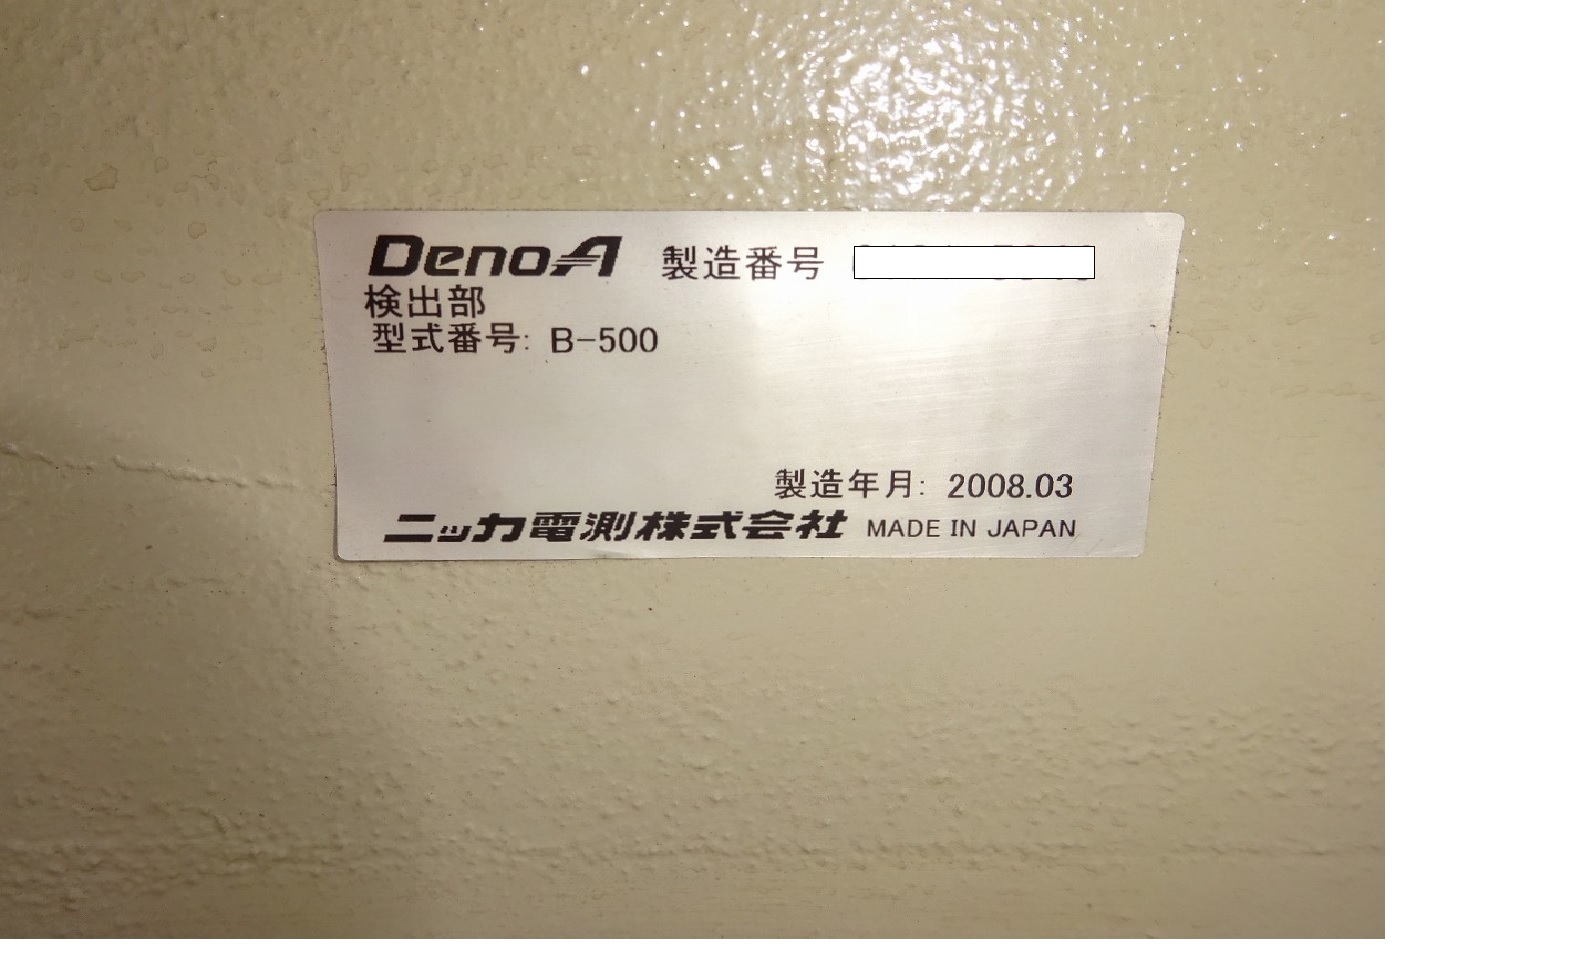 DenoA 製造番号
検出部
型式番号: B-500
製造年月: 2008.03
ニッカ電測株式会社 MADE IN JAPAN